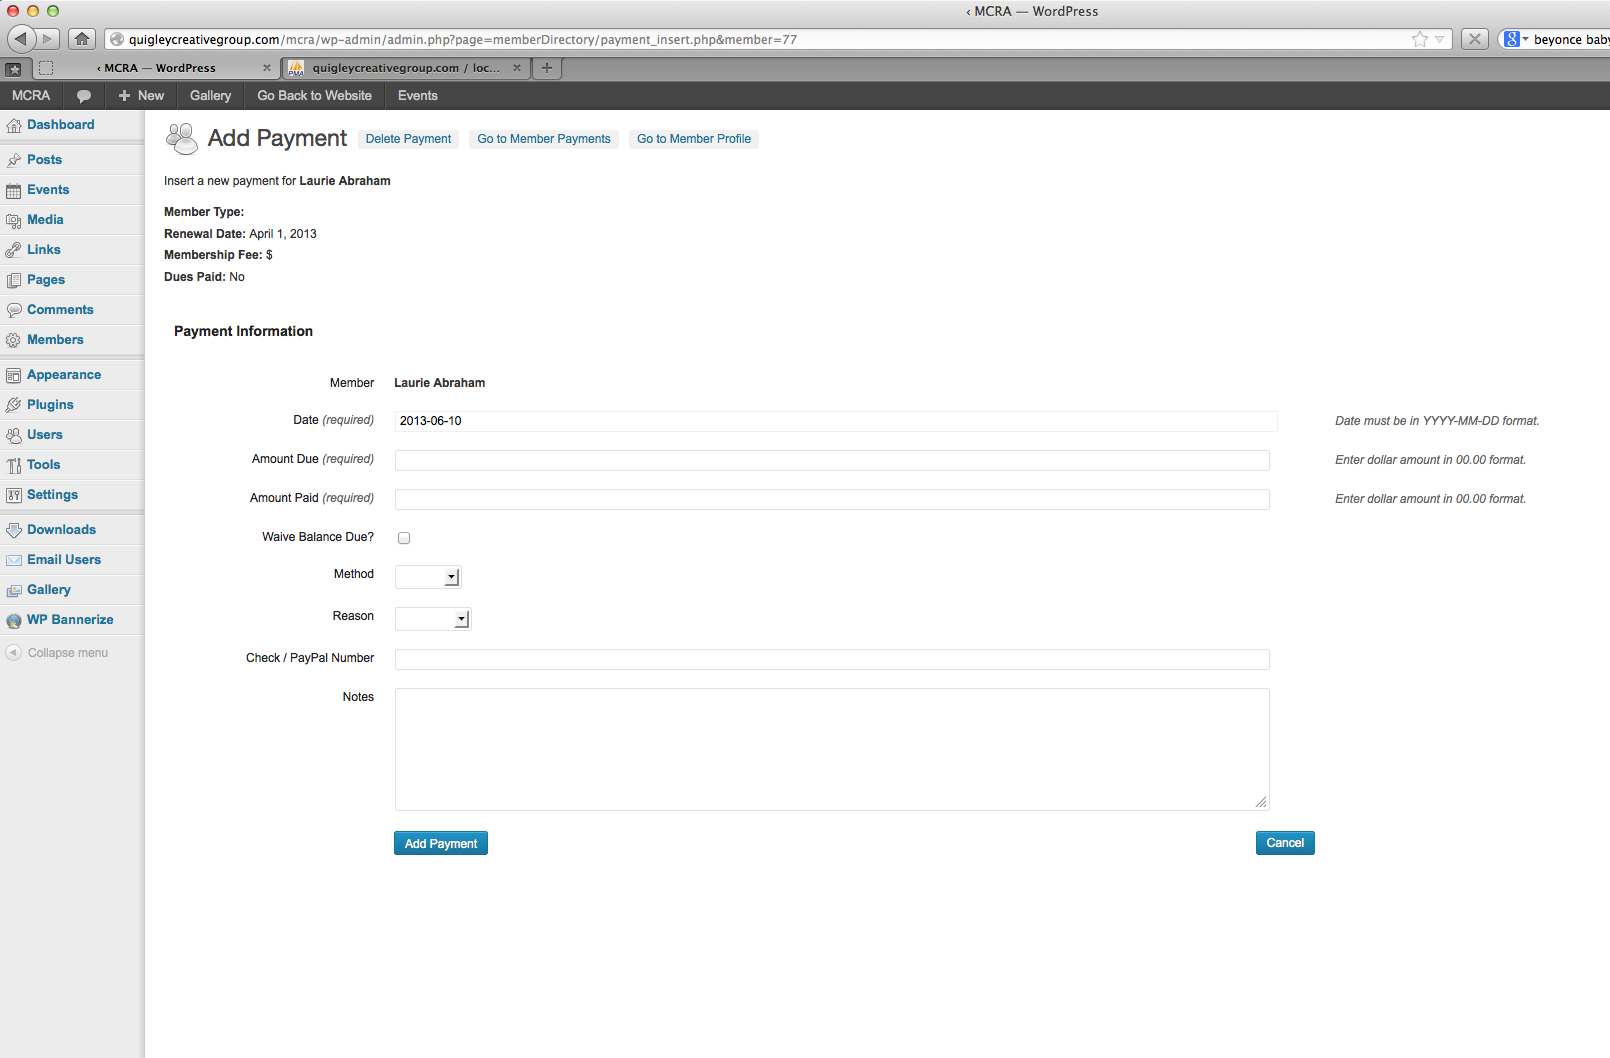 ‹ MCRA — WordPress
quigleycreativegroup.com/mcra/wp-admin/admin.php?page=memberDirectory/payment_insert.php&member=77
beyonce baby
‹ MCRA — WordPress
quigleycreativegroup.com / loc...
MCRA
New
Gallery
Go Back to Website
Events
Dashboard
Posts
Events
Media
Links
Pages
Comments
Members
Appearance
Plugins
Users
Tools
Settings
Downloads
Email Users
Gallery
WP Bannerize
Collapse menu
Add Payment
Delete Payment
Go to Member Payments
Go to Member Profile
Insert a new payment for Laurie Abraham
Member Type:
Renewal Date: April 1, 2013
Membership Fee: $
Dues Paid: No
Payment Information
Member Laurie Abraham
Date (required) 2013-06-10 Date must be in YYYY-MM-DD format.
Amount Due (required) Enter dollar amount in 00.00 format.
Amount Paid (required) Enter dollar amount in 00.00 format.
Waive Balance Due?
Method
Reason
Check / PayPal Number
Notes
Add Payment
Cancel